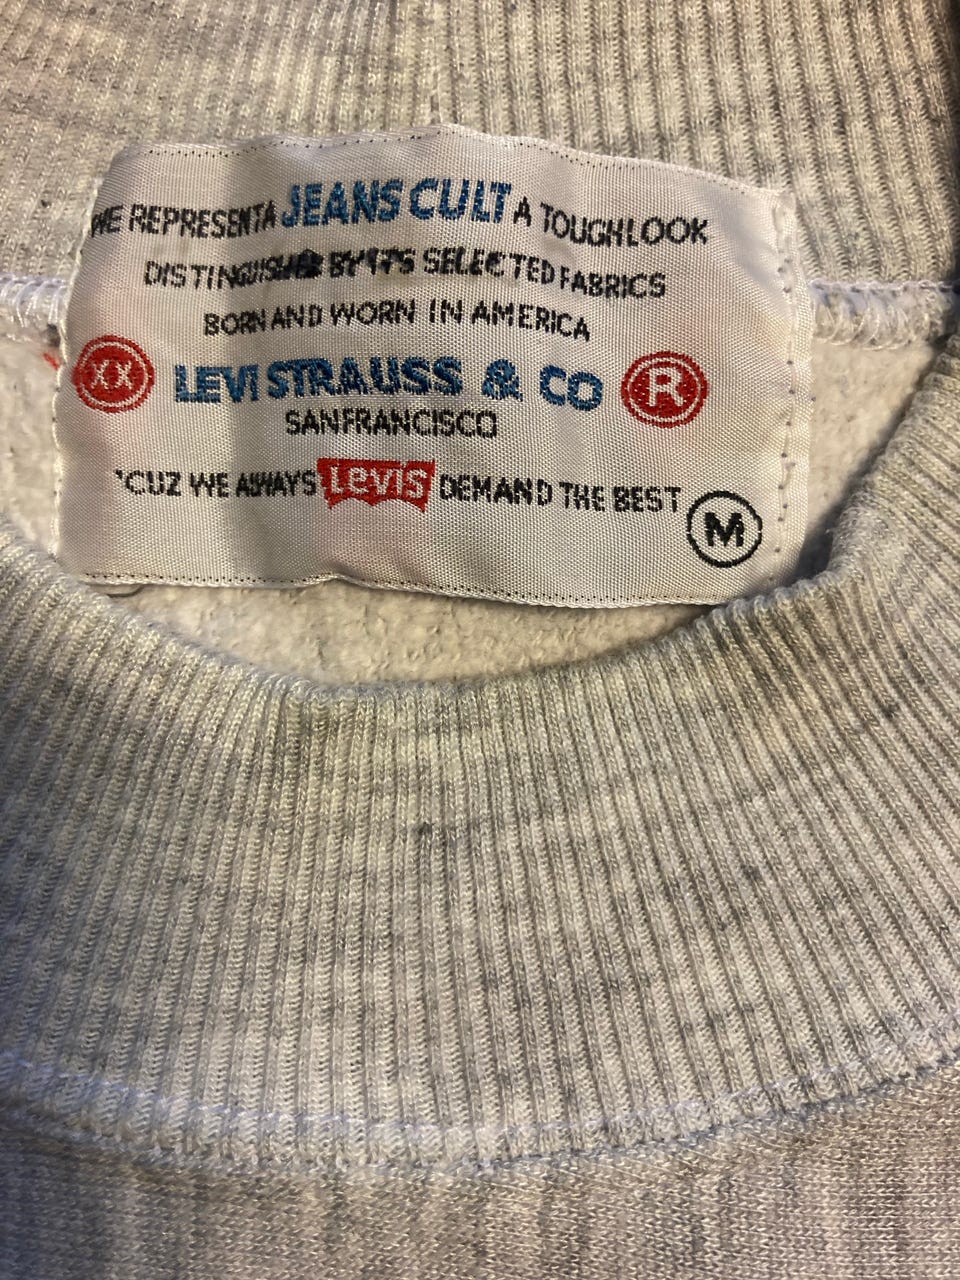 WE REPRESENTA JEANS CULT A TOUGHLOOK
DISTINGUISHED BY ITS SELECTED FABRICS
BORN AND WORN IN AMERICA
XX LEVI STRAUSS & CO R
SANFRANCISCO
'CUZ WE ALWAYS Levis DEMAND THE BEST
M